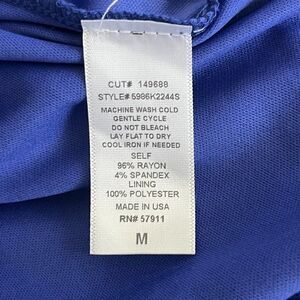 CUT# 149688
STYLE# 5986K2244S
MACHINE WASH COLD
GENTLE CYCLE
DO NOT BLEACH
LAY FLAT TO DRY
COOL IRON IF NEEDED
SELF
96% RAYON
4% SPANDEX
LINING
100% POLYESTER
MADE IN USA
RN# 57911
M